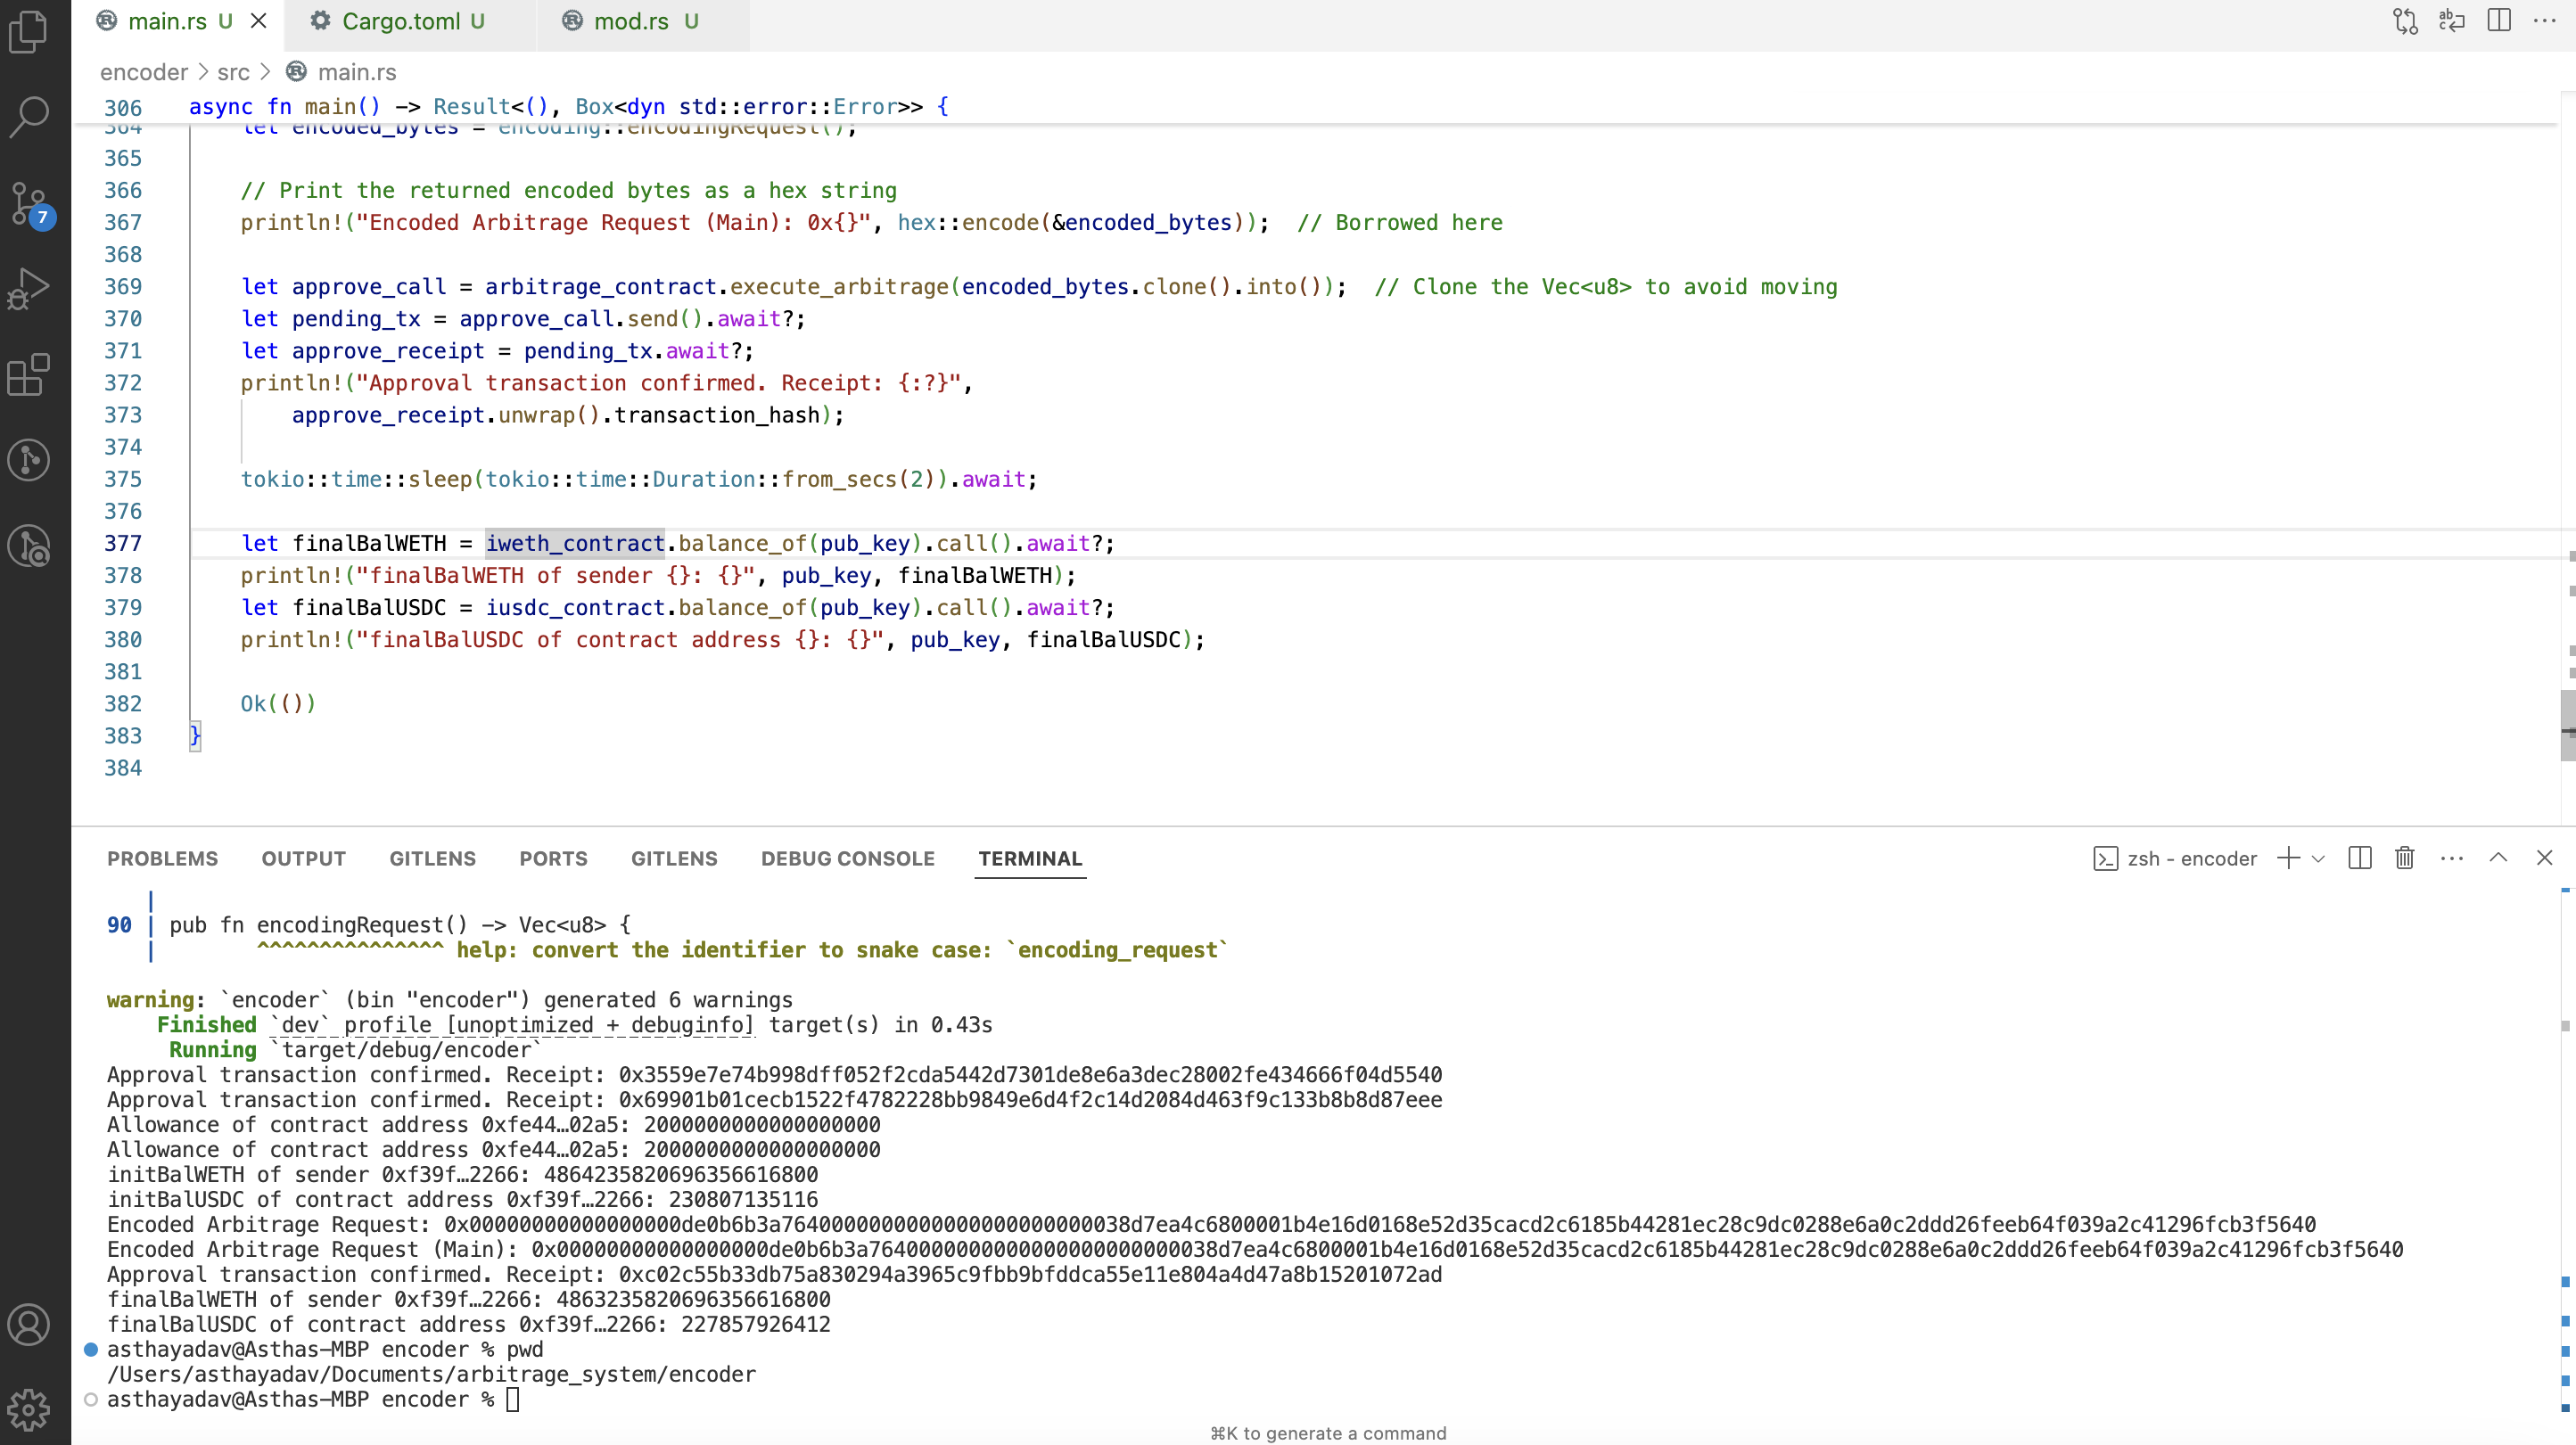 main.rs U
Cargo.toml U
mod.rs U
encoder > src > main.rs
306 async fn main() -> Result<(), Box<dyn std::error::Error>> {
364 let encoded_bytes = encoding::encodingRequest();
365
366 // Print the returned encoded bytes as a hex string
367 println!("Encoded Arbitrage Request (Main): 0x{}", hex::encode(&encoded_bytes)); // Borrowed here
368
369 let approve_call = arbitrage_contract.execute_arbitrage(encoded_bytes.clone().into()); // Clone the Vec<u8> to avoid moving
370 let pending_tx = approve_call.send().await?;
371 let approve_receipt = pending_tx.await?;
372 println!("Approval transaction confirmed. Receipt: {:?}",
373 approve_receipt.unwrap().transaction_hash);
374
375 tokio::time::sleep(tokio::time::Duration::from_secs(2)).await;
376
377 let finalBalWETH = iweth_contract.balance_of(pub_key).call().await?;
378 println!("finalBalWETH of sender {}: {}", pub_key, finalBalWETH);
379 let finalBalUSDC = iusdc_contract.balance_of(pub_key).call().await?;
380 println!("finalBalUSDC of contract address {}: {}", pub_key, finalBalUSDC);
381
382 Ok(())
383 }
384
7
PROBLEMS OUTPUT GITLENS PORTS GITLENS DEBUG CONSOLE TERMINAL
zsh - encoder
90 | pub fn encodingRequest() -> Vec<u8> {
| ^^^^^^^^^^^^^^^ help: convert the identifier to snake case: `encoding_request`
warning: `encoder` (bin "encoder") generated 6 warnings
Finished `dev` profile [unoptimized + debuginfo] target(s) in 0.43s
Running `target/debug/encoder`
Approval transaction confirmed. Receipt: 0x3559e7e74b998dff052f2cda5442d7301de8e6a3dec28002fe434666f04d5540
Approval transaction confirmed. Receipt: 0x69901b01cecb1522f4782228bb9849e6d4f2c14d2084d463f9c133b8b8d87eee
Allowance of contract address 0xfe44…02a5: 2000000000000000000
Allowance of contract address 0xfe44…02a5: 2000000000000000000
initBalWETH of sender 0xf39f…2266: 4864235820696356616800
initBalUSDC of contract address 0xf39f…2266: 230807135116
Encoded Arbitrage Request: 0x00000000000000000de0b6b3a76400000000000000000000000038d7ea4c6800001b4e16d0168e52d35cacd2c6185b44281ec28c9dc0288e6a0c2ddd26feeb64f039a2c41296fcb3f5640
Encoded Arbitrage Request (Main): 0x00000000000000000de0b6b3a76400000000000000000000000038d7ea4c6800001b4e16d0168e52d35cacd2c6185b44281ec28c9dc0288e6a0c2ddd26feeb64f039a2c41296fcb3f5640
Approval transaction confirmed. Receipt: 0xc02c55b33db75a830294a3965c9fbb9bfddca55e11e804a4d47a8b15201072ad
finalBalWETH of sender 0xf39f…2266: 4863235820696356616800
finalBalUSDC of contract address 0xf39f…2266: 227857926412
asthayadav@Asthas-MBP encoder % pwd
/Users/asthayadav/Documents/arbitrage_system/encoder
asthayadav@Asthas-MBP encoder %
⌘K to generate a command